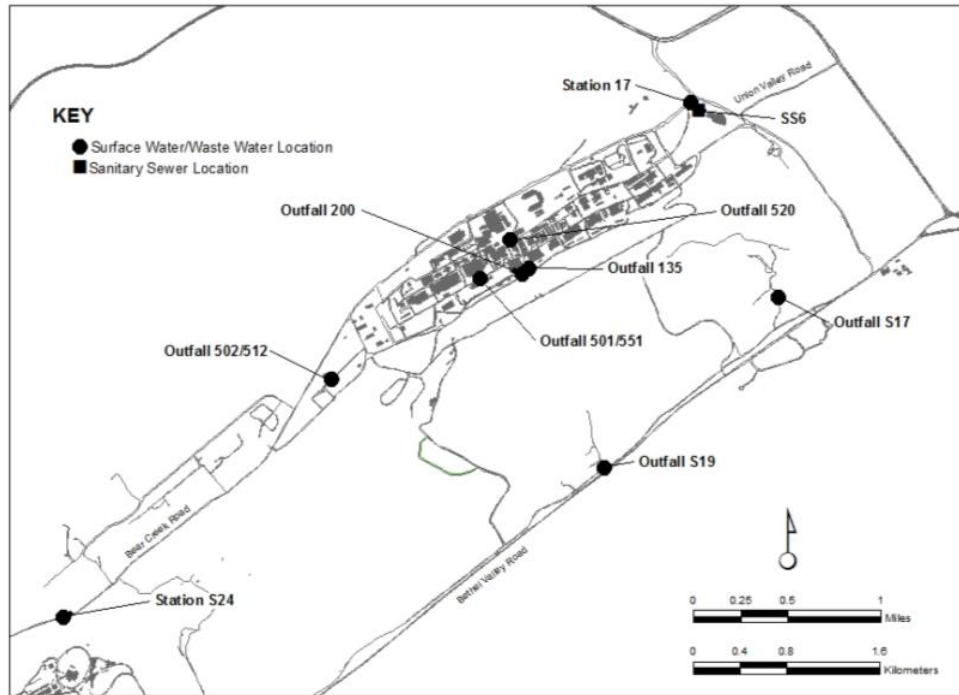 Station 17
Union Valley Road
SS6
KEY
Surface Water/Waste Water Location
Sanitary Sewer Location
Outfall 200
Outfall 520
Outfall 135
Outfall S17
Outfall 502/512
Outfall 501/551
Outfall S19
Bear Creek Road
Bethel Valley Road
Station S24
0 0.25 0.5 1
Miles
0 0.4 0.8 1.6
Kilometers